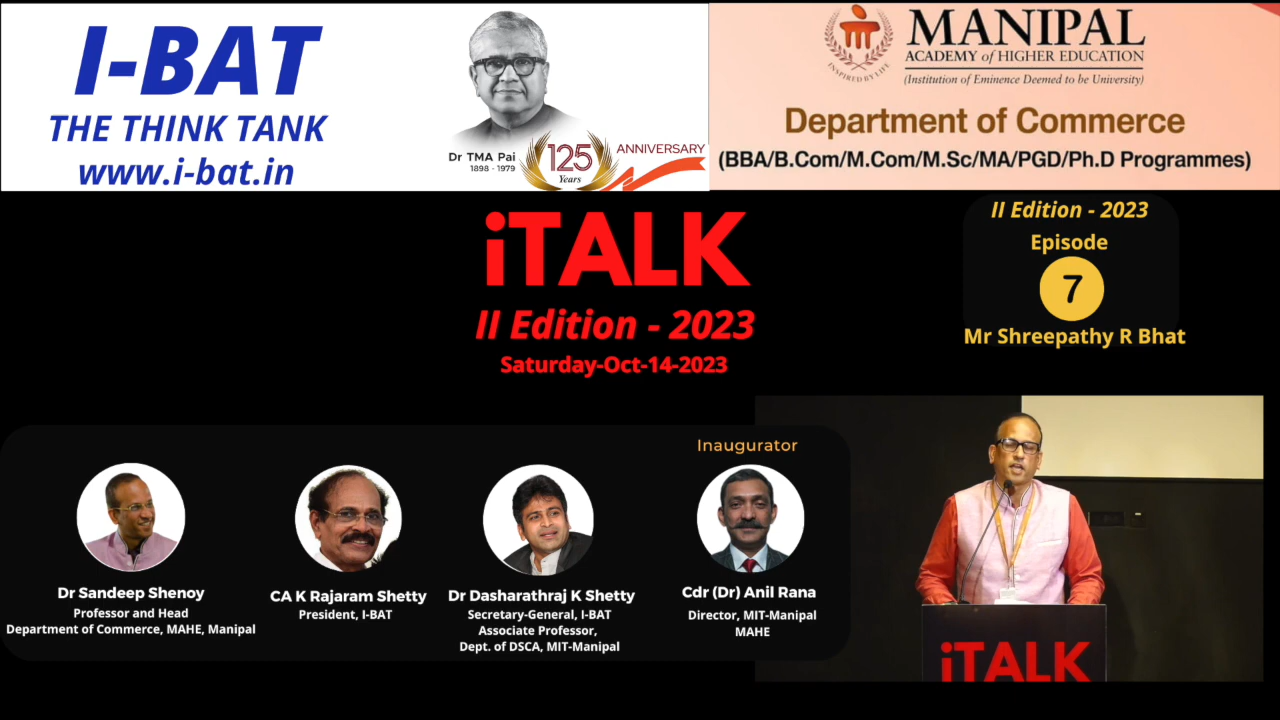 I-BAT
THE THINK TANK
www.i-bat.in
Dr TMA Pai
1898 - 1979
125
Years
ANNIVERSARY
INSPIRED BY LIFE
MANIPAL
ACADEMY of HIGHER EDUCATION
(Institution of Eminence Deemed to be University)
Department of Commerce
(BBA/B.Com/M.Com/M.Sc/MA/PGD/Ph.D Programmes)
iTALK
II Edition - 2023
Saturday-Oct-14-2023
II Edition - 2023
Episode
7
Mr Shreepathy R Bhat
Dr Sandeep Shenoy
Professor and Head
Department of Commerce, MAHE, Manipal
CA K Rajaram Shetty
President, I-BAT
Dr Dasharathraj K Shetty
Secretary-General, I-BAT
Associate Professor,
Dept. of DSCA, MIT-Manipal
Inaugurator
Cdr (Dr) Anil Rana
Director, MIT-Manipal
MAHE
iTALK